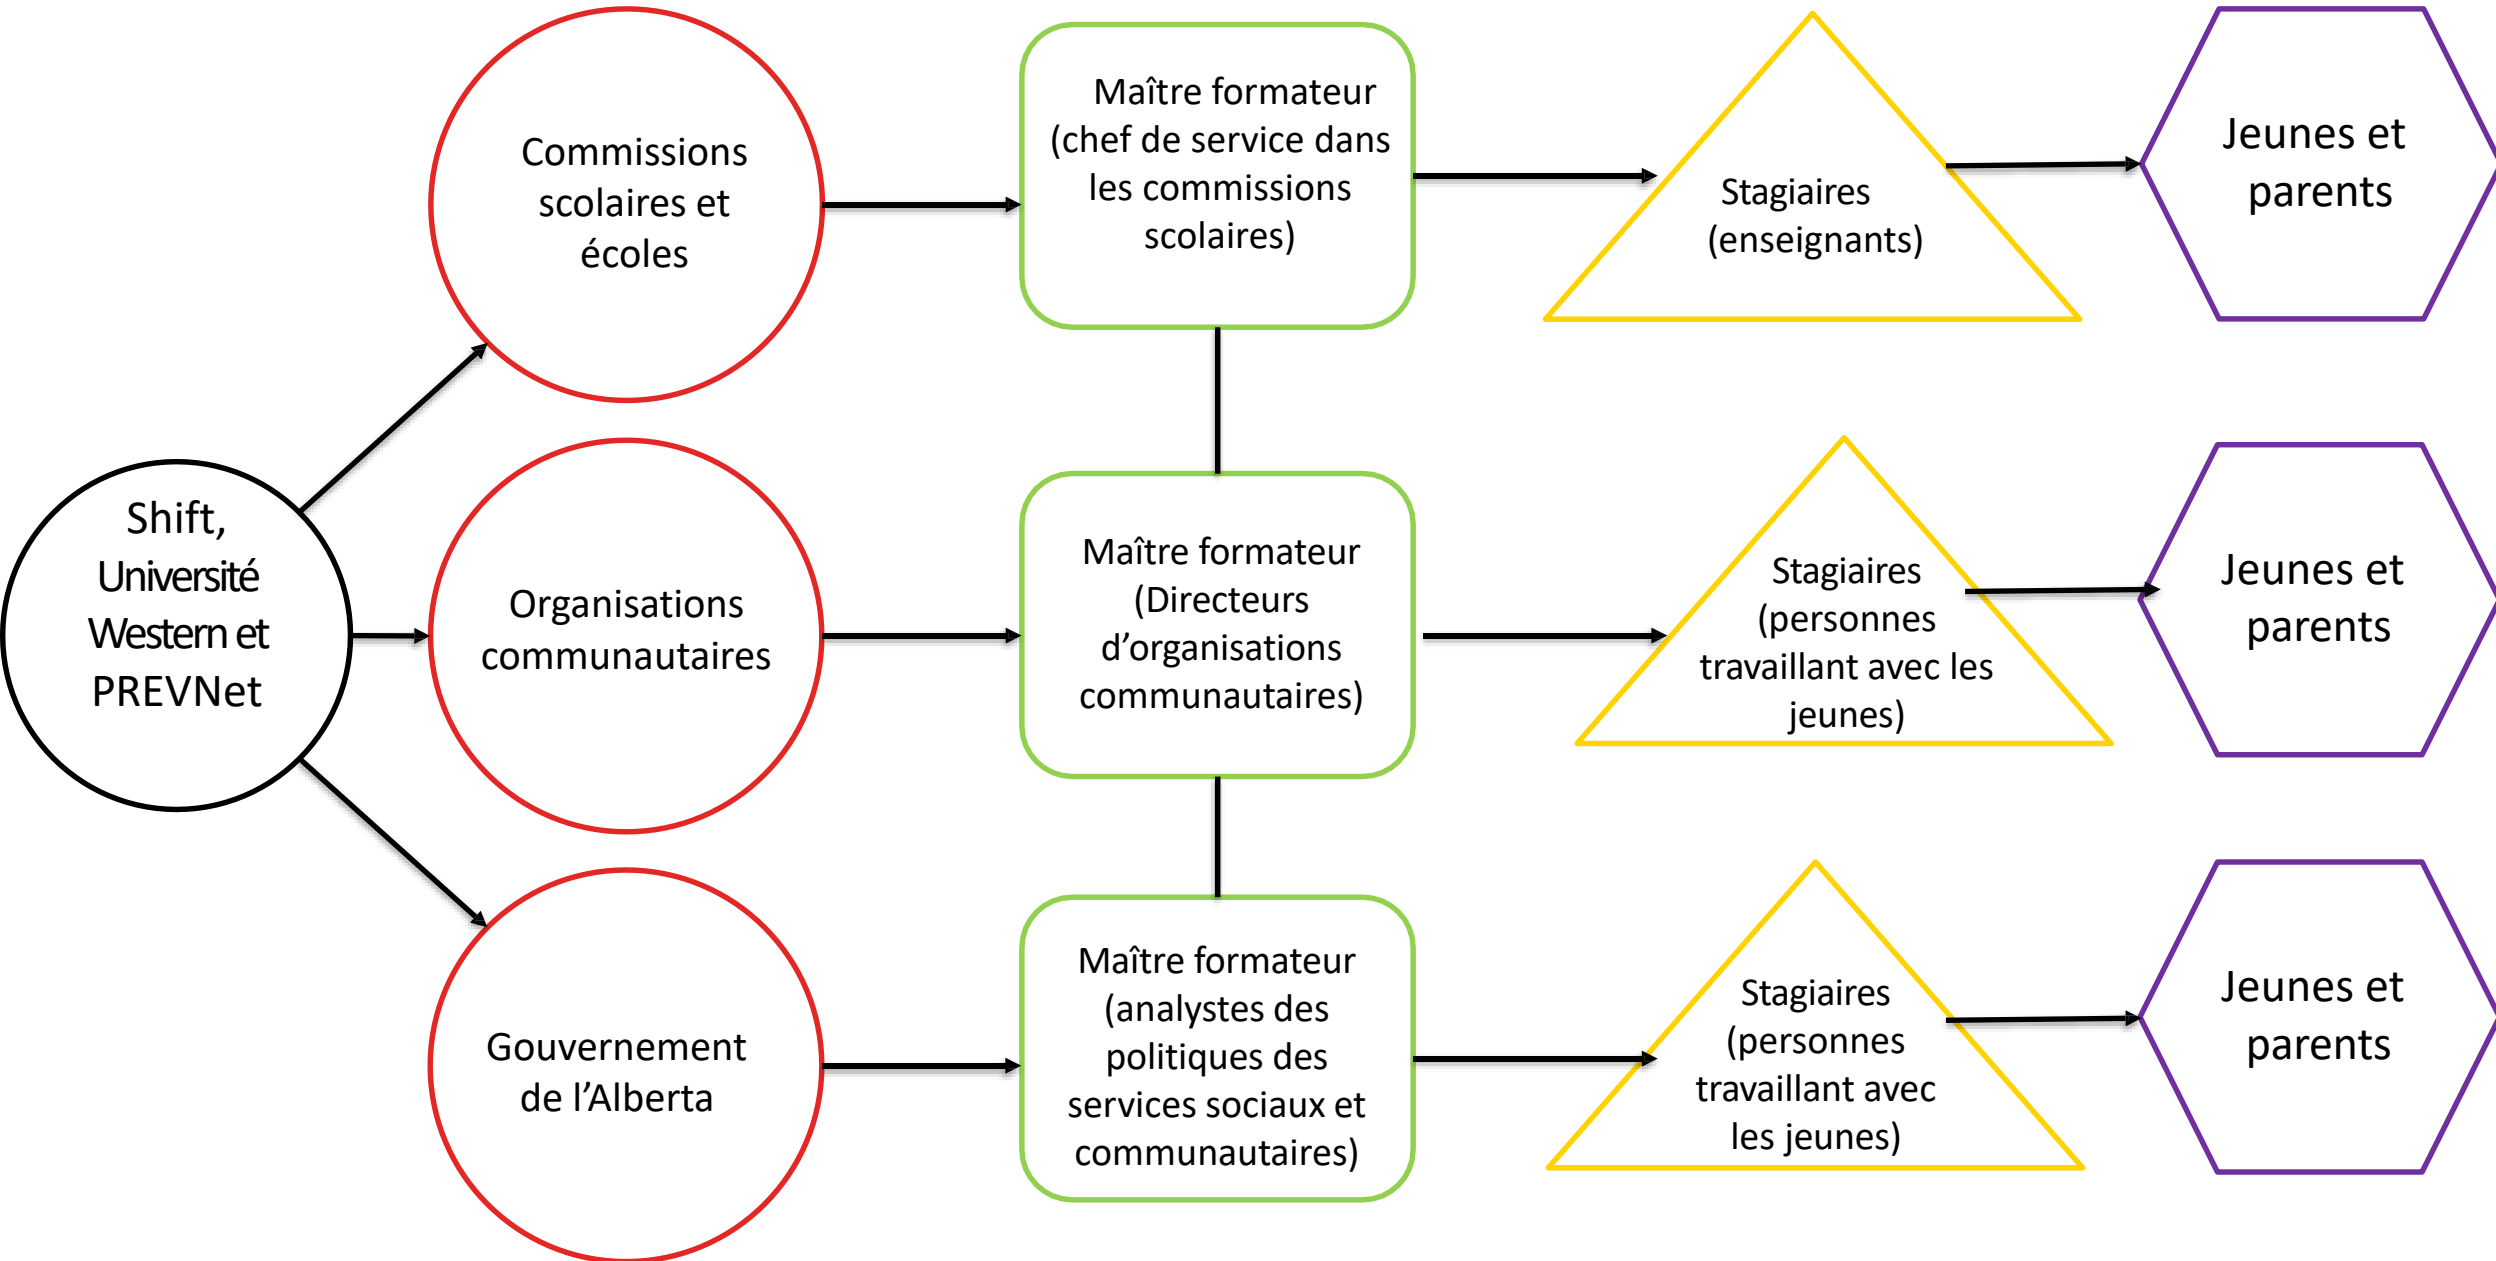 Shift,
Université
Western et
PREVNet
Commissions
scolaires et
écoles
Maître formateur
(chef de service dans
les commissions
scolaires)
Stagiaires
(enseignants)
Jeunes et
parents
Organisations
communautaires
Maître formateur
(Directeurs
d’organisations
communautaires)
Stagiaires
(personnes
travaillant avec les
jeunes)
Jeunes et
parents
Gouvernement
de l’Alberta
Maître formateur
(analystes des
politiques des
services sociaux et
communautaires)
Stagiaires
(personnes
travaillant avec
les jeunes)
Jeunes et
parents